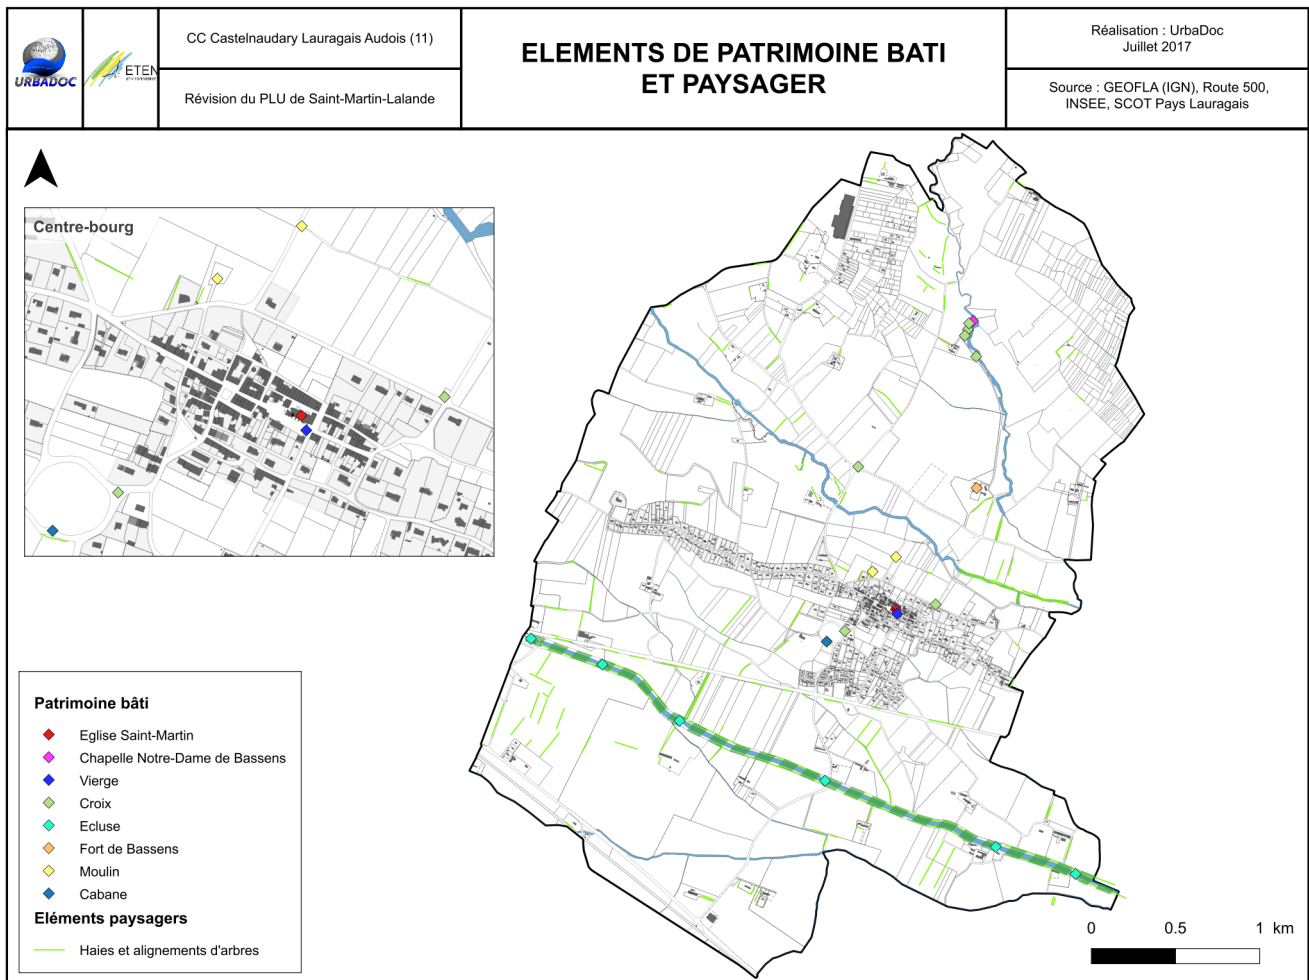 URBADOC
ETEN
environnement
CC Castelnaudary Lauragais Audois (11)
Révision du PLU de Saint-Martin-Lalande
ELEMENTS DE PATRIMOINE BATI
ET PAYSAGER
Réalisation : UrbaDoc
Juillet 2017
Source : GEOFLA (IGN), Route 500,
INSEE, SCOT Pays Lauragais
Centre-bourg
Patrimoine bâti
Eglise Saint-Martin
Chapelle Notre-Dame de Bassens
Vierge
Croix
Ecluse
Fort de Bassens
Moulin
Cabane
Eléments paysagers
Haies et alignements d'arbres
0 0.5 1 km